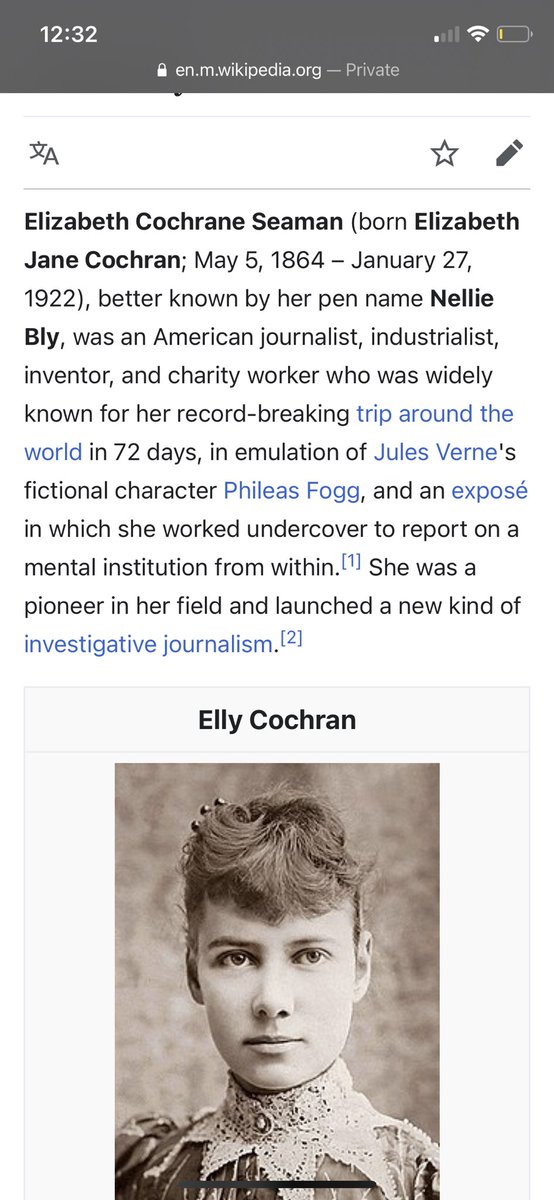 12:32
en.m.wikipedia.org — Private
Elizabeth Cochrane Seaman (born Elizabeth
Jane Cochran; May 5, 1864 – January 27,
1922), better known by her pen name Nellie
Bly, was an American journalist, industrialist,
inventor, and charity worker who was widely
known for her record-breaking trip around the
world in 72 days, in emulation of Jules Verne's
fictional character Phileas Fogg, and an exposé
in which she worked undercover to report on a
mental institution from within.[1] She was a
pioneer in her field and launched a new kind of
investigative journalism.[2]
Elly Cochran